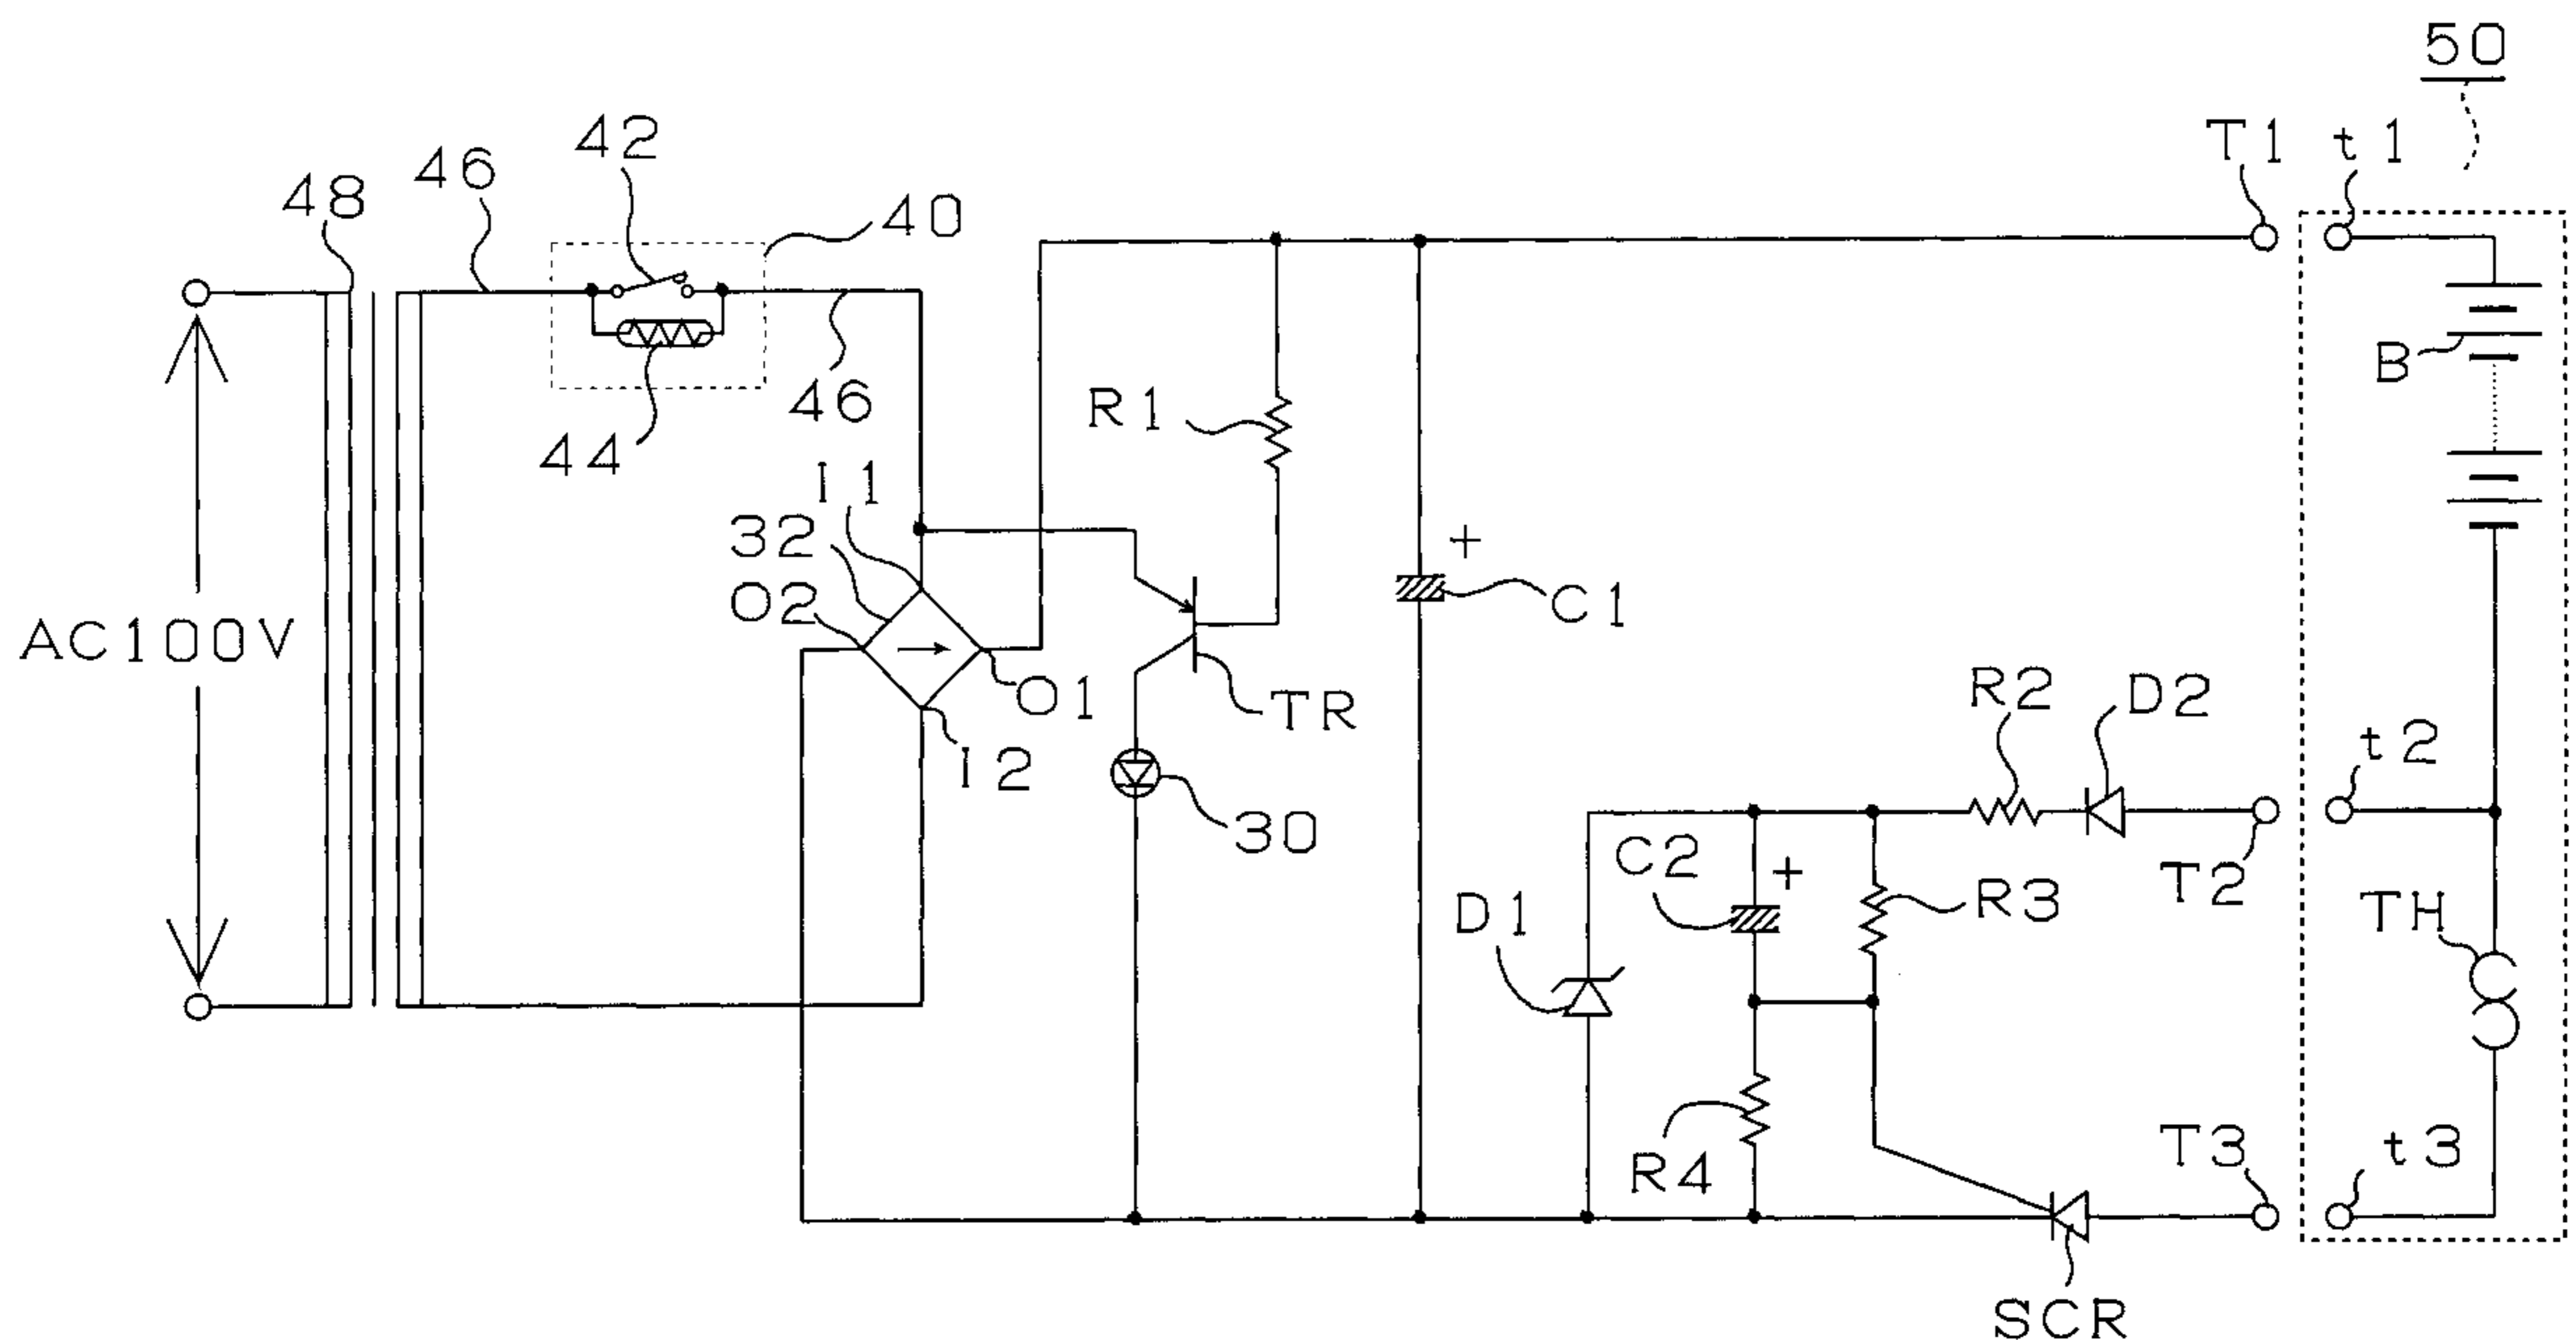 50
T1
t1
42
46
48
40
B
46
R1
44
I1
32
O2
+
C1
AC100V
O1
TR
R2
D2
I2
t2
30
C2
+
T2
D1
R3
TH
R4
T3
t3
SCR